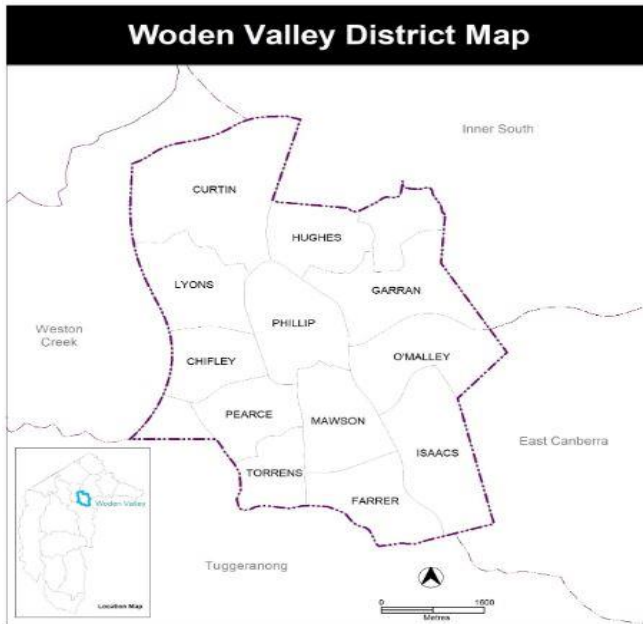 Woden Valley District Map
Inner South
CURTIN
HUGHES
LYONS
GARRAN
PHILLIP
Weston
Creek
CHIFLEY
O'MALLEY
PEARCE
MAWSON
East Canberra
ISAACS
TORRENS
FARRER
Woden Valley
Tuggeranong
Location Map
0 1600
Metres